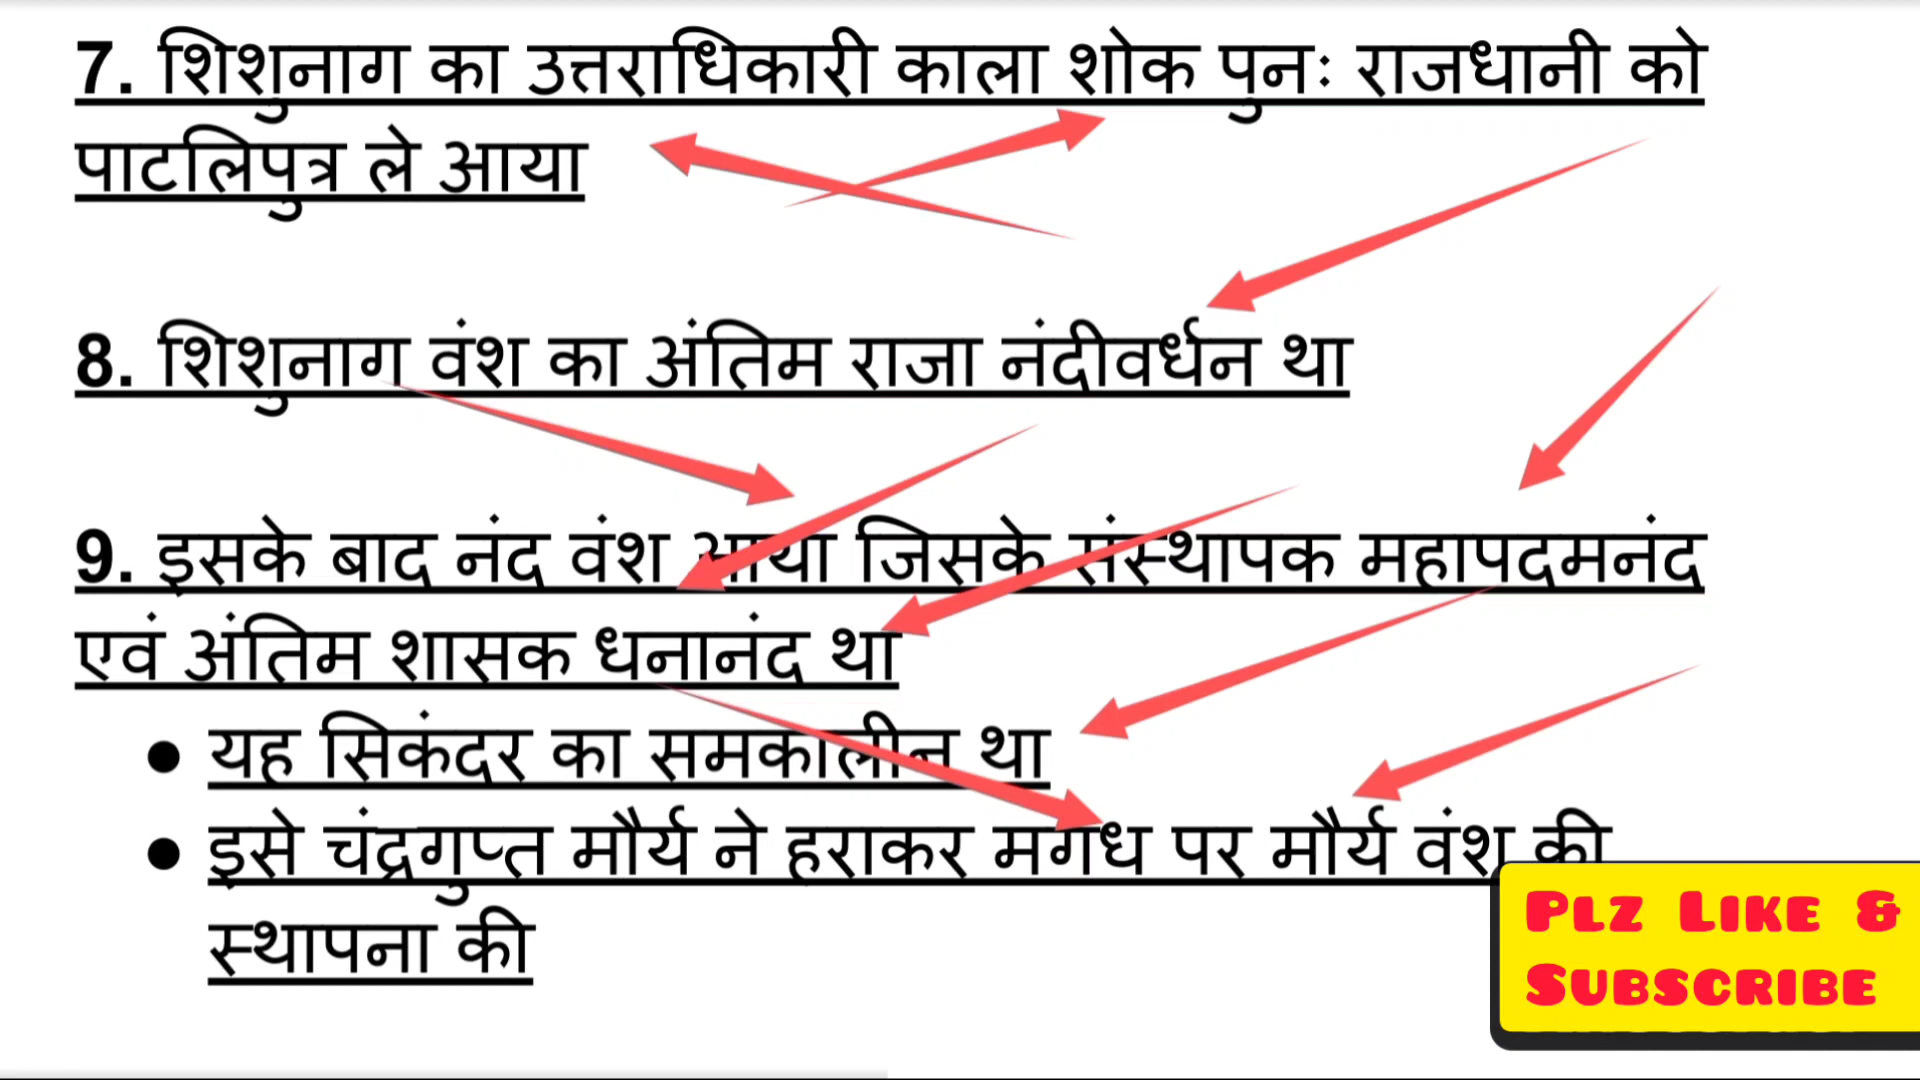 7. शिशुनाग का उत्तराधिकारी काला शोक पुनः राजधानी को
पाटलिपुत्र ले आया
8. शिशुनाग वंश का अंतिम राजा नंदीवर्धन था
9. इसके बाद नंद वंश आया जिसके संस्थापक महापदमनंद
एवं अंतिम शासक धनानंद था
● यह सिकंदर का समकालीन था
● इसे चंद्रगुप्त मौर्य ने हराकर मगध पर मौर्य वंश की
स्थापना की
PLZ LIKE &
SUBSCRIBE